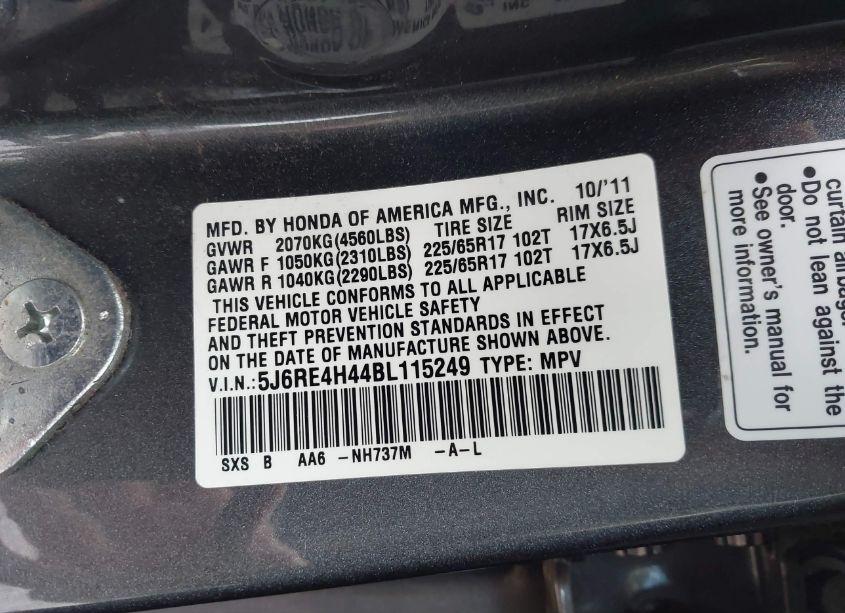 MFD. BY HONDA OF AMERICA MFG., INC. 10/'11
GVWR 2070KG(4560LBS) TIRE SIZE RIM SIZE
GAWR F 1050KG(2310LBS) 225/65R17 102T 17X6.5J
GAWR R 1040KG(2290LBS) 225/65R17 102T 17X6.5J
THIS VEHICLE CONFORMS TO ALL APPLICABLE
FEDERAL MOTOR VEHICLE SAFETY
AND THEFT PREVENTION STANDARDS IN EFFECT
ON THE DATE OF MANUFACTURE SHOWN ABOVE.
V.I.N.: 5J6RE4H44BL115249 TYPE: MPV
SXS B AA6 -NH737M -A-L
curtain airbag.
•Do not lean against the
door.
•See owner's manual for
more information.